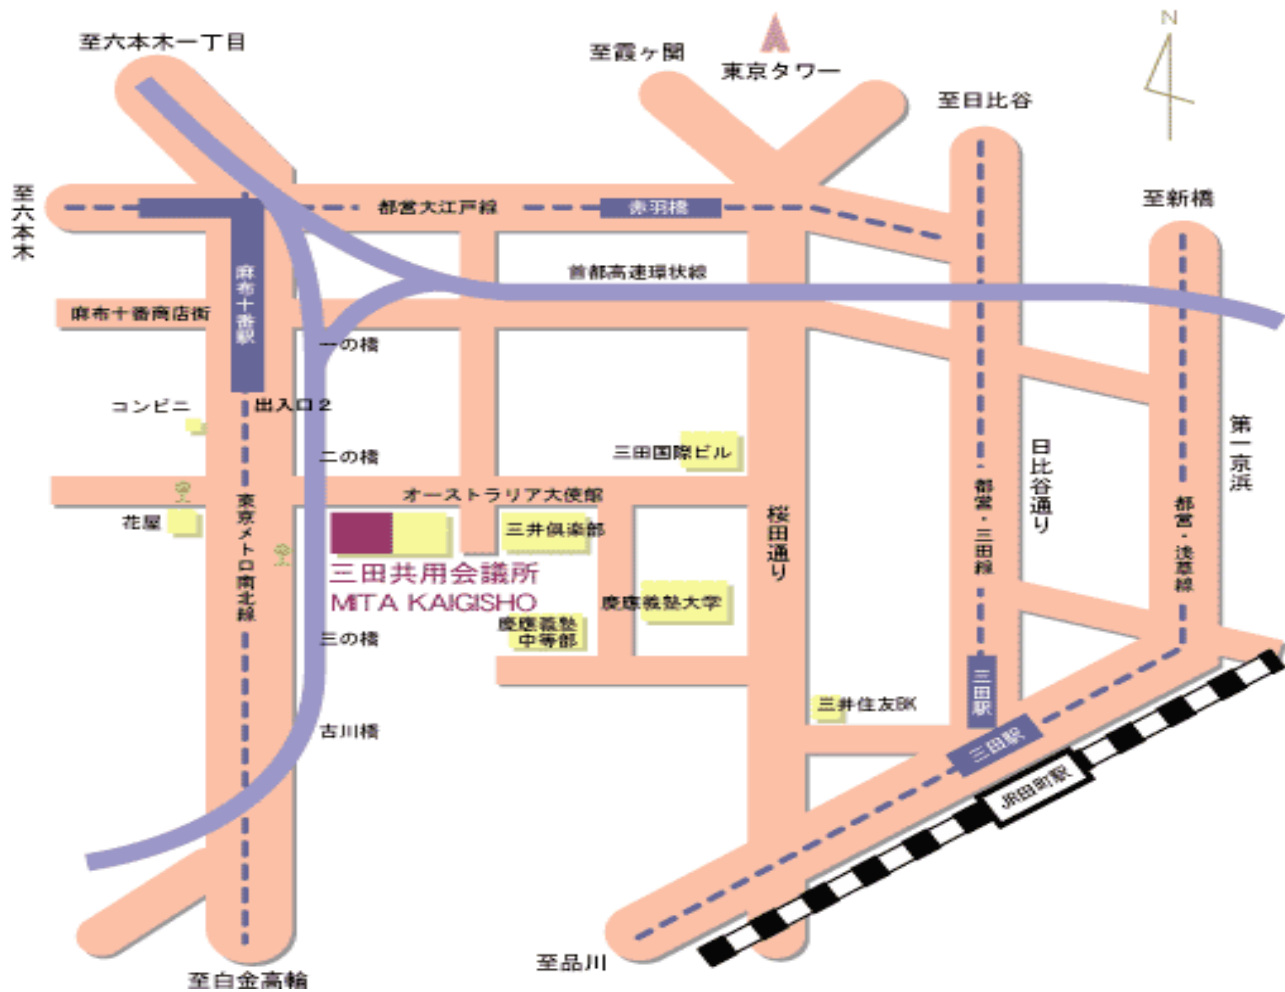 至六本木一丁目
至霞ヶ関
東京タワー
N
至日比谷
至六本木
至新橋
都営大江戸線
赤羽橋
麻布十番駅
首都高速環状線
麻布十番商店街
一の橋
コンビニ
出入口2
二の橋
三田国際ビル
日比谷通り
第一京浜
オーストラリア大使館
花屋
東京メトロ南北線
三井倶楽部
桜田通り
都営・三田線
都営・浅草線
三田共用会議所
MITA KAIGISHO
慶應義塾大学
慶應義塾
中等部
三の橋
三田駅
三井住友BK
古川橋
三田駅
JR田町駅
至品川
至白金高輪